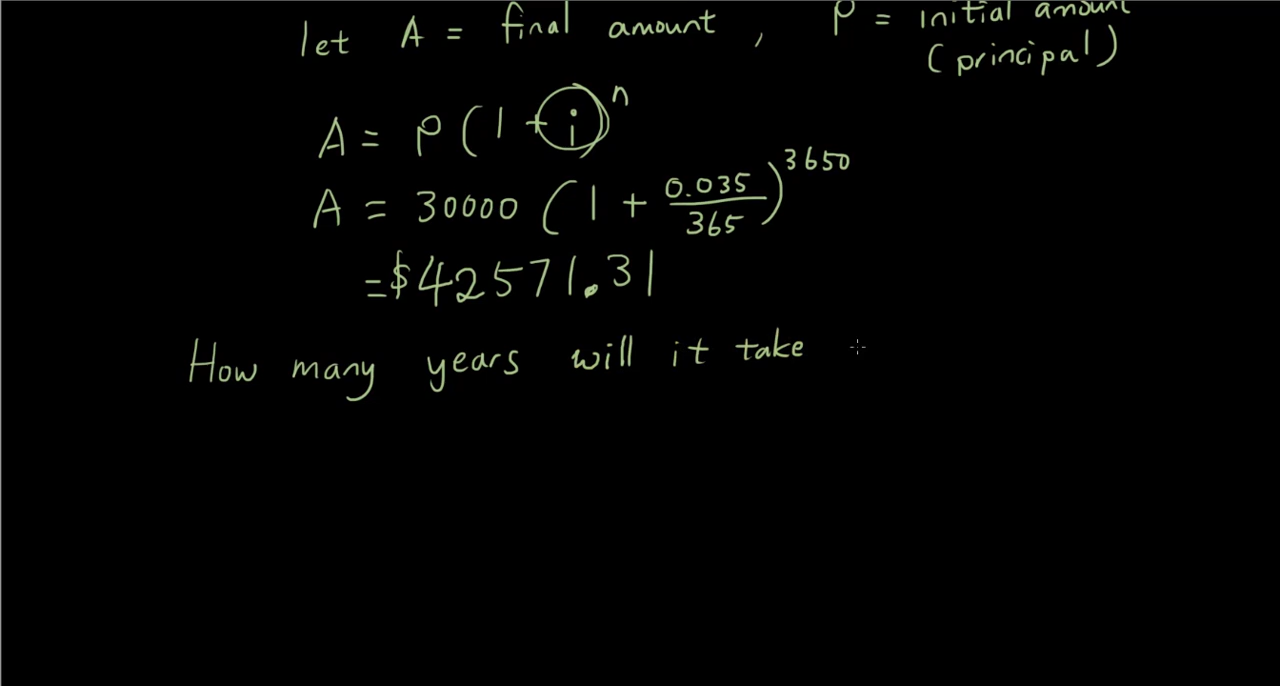 let A = final amount , P = initial amount
(principal)
A = P(1 + i)^n
A = 30000 (1 + 0.035/365)^3650
= $42571.31
How many years will it take